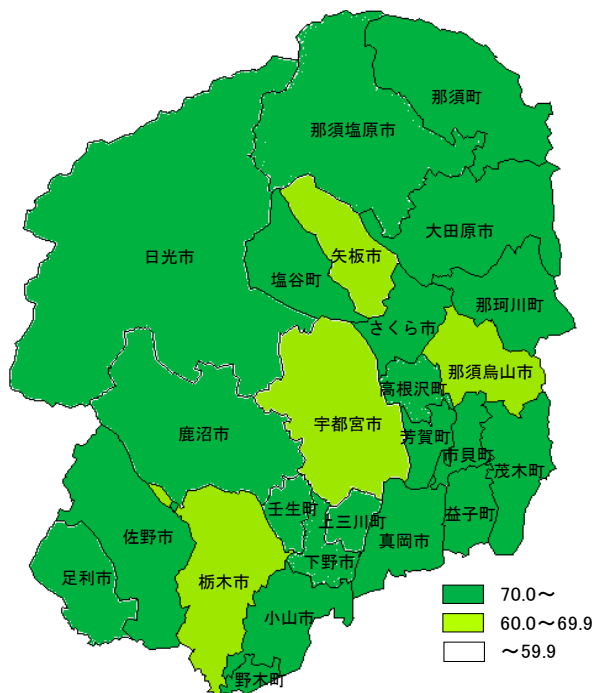 那須町
那須塩原市
大田原市
矢板市
日光市
塩谷町
那珂川町
さくら市
那須烏山市
高根沢町
宇都宮市
鹿沼市
芳賀町
市貝町
茂木町
壬生町
益子町
上三川町
佐野市
真岡市
下野市
足利市
栃木市
70.0～
小山市
60.0～69.9
～59.9
野木町